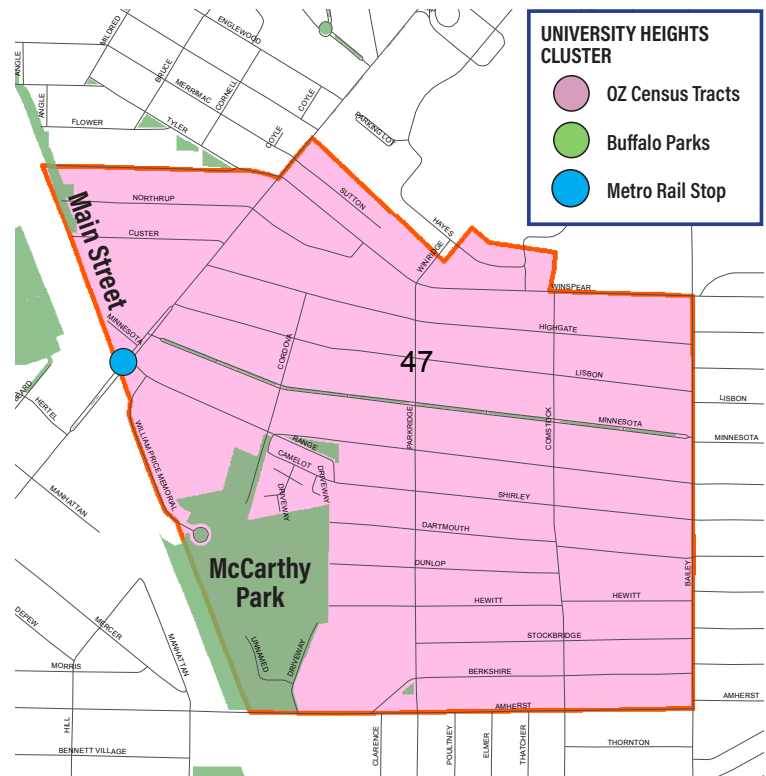 UNIVERSITY HEIGHTS
CLUSTER
OZ Census Tracts
Buffalo Parks
Metro Rail Stop
ENGLEWOOD
MILDRED
ANGLE
BRUCE
MERRIMAC
CORNELL
COYLE
ANGLE
FLOWER
TYLER
COYLE
PARKING LOT
NORTHRUP
SUTTON
HAYES
CUSTER
WINRIDGE
Main Street
WINSPEAR
MINNESOTA
HIGHGATE
CORDOVA
47
LISBON
LISBON
HERTEL
MINNESOTA
MINNESOTA
PARKRIDGE
COMSTOCK
WILLIAM PRICE MEMORIAL
RANGE
CAMELOT
DRIVEWAY
DRIVEWAY
MANHATTAN
SHIRLEY
DARTMOUTH
McCarthy
Park
DUNLOP
BAILEY
HEWITT
HEWITT
DEPEW
MERCER
MANHATTAN
UNNAMED
DRIVEWAY
STOCKBRIDGE
MORRIS
BERKSHIRE
AMHERST
AMHERST
HILL
BENNETT VILLAGE
CLARENCE
POULTNEY
ELMER
THATCHER
THORNTON